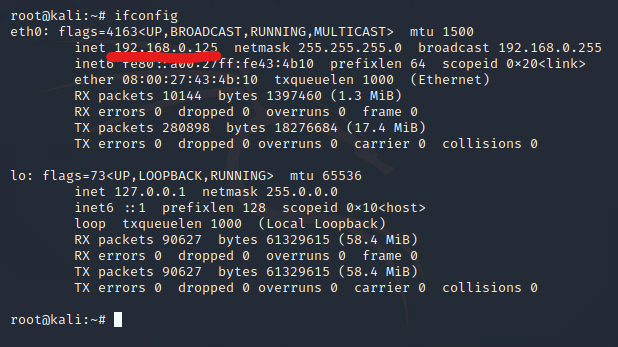 root@kali:~# ifconfig
eth0: flags=4163<UP,BROADCAST,RUNNING,MULTICAST>  mtu 1500
inet 192.168.0.125  netmask 255.255.255.0  broadcast 192.168.0.255
inet6 fe80::a00:27ff:fe43:4b10  prefixlen 64  scopeid 0×20<link>
ether 08:00:27:43:4b:10  txqueuelen 1000  (Ethernet)
RX packets 10144  bytes 1397460 (1.3 MiB)
RX errors 0  dropped 0  overruns 0  frame 0
TX packets 280898  bytes 18276684 (17.4 MiB)
TX errors 0  dropped 0 overruns 0  carrier 0  collisions 0
lo: flags=73<UP,LOOPBACK,RUNNING>  mtu 65536
inet 127.0.0.1  netmask 255.0.0.0
inet6 ::1  prefixlen 128  scopeid 0×10<host>
loop  txqueuelen 1000  (Local Loopback)
RX packets 90627  bytes 61329615 (58.4 MiB)
RX errors 0  dropped 0  overruns 0  frame 0
TX packets 90627  bytes 61329615 (58.4 MiB)
TX errors 0  dropped 0 overruns 0  carrier 0  collisions 0
root@kali:~#